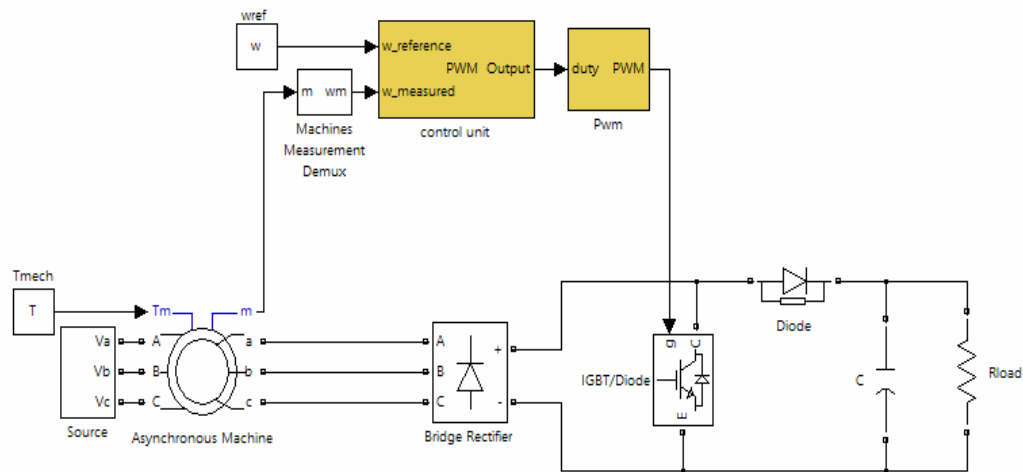 wref
w
w_reference
PWM Output
w_measured
control unit
duty PWM
Pwm
m wm
Machines
Measurement
Demux
Tmech
T
Tm
m
Va
Vb
Vc
Source
A
B
C
a
b
c
Asynchronous Machine
A
B
C
+
-
Bridge Rectifier
IGBT/Diode
g
C
E
Diode
C
Rload